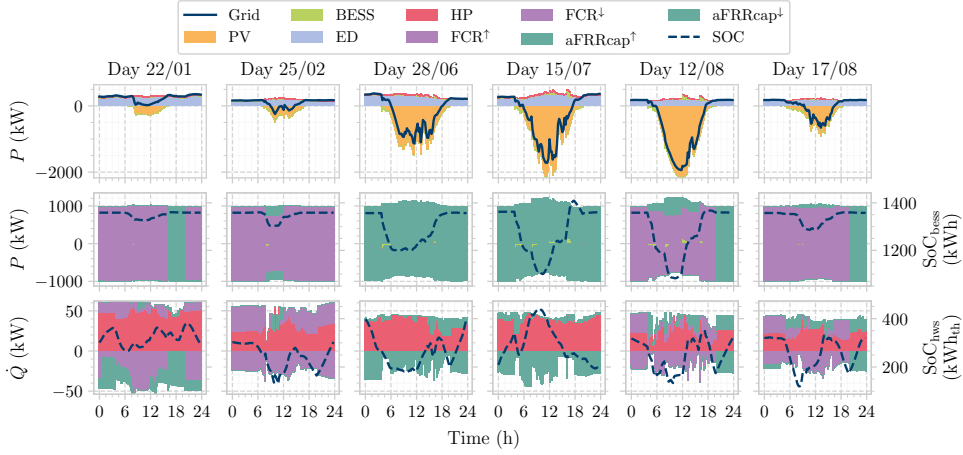 Grid BESS HP FCR↓ aFRRcap↓
PV ED FCR↑ aFRRcap↑ SOC
Day 22/01 Day 25/02 Day 28/06 Day 15/07 Day 12/08 Day 17/08
P (kW)
0
−2000
P (kW)
1000
0
−1000
1400
1200
SoC_bess
(kWh)
Q̇ (kW)
50
0
−50
400
200
SoC_hws
(kWh_th)
0 6 12 18 24 0 6 12 18 24 0 6 12 18 24 0 6 12 18 24 0 6 12 18 24 0 6 12 18 24
Time (h)